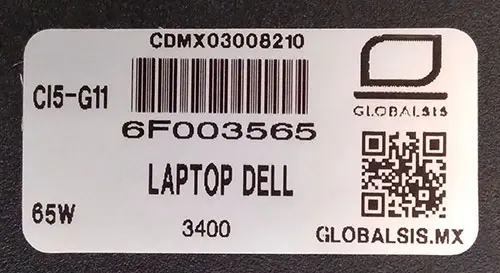 CDMX03008210
CI5-G11
6F003565
GLOBALSIS
LAPTOP DELL
65W
3400
GLOBALSIS.MX